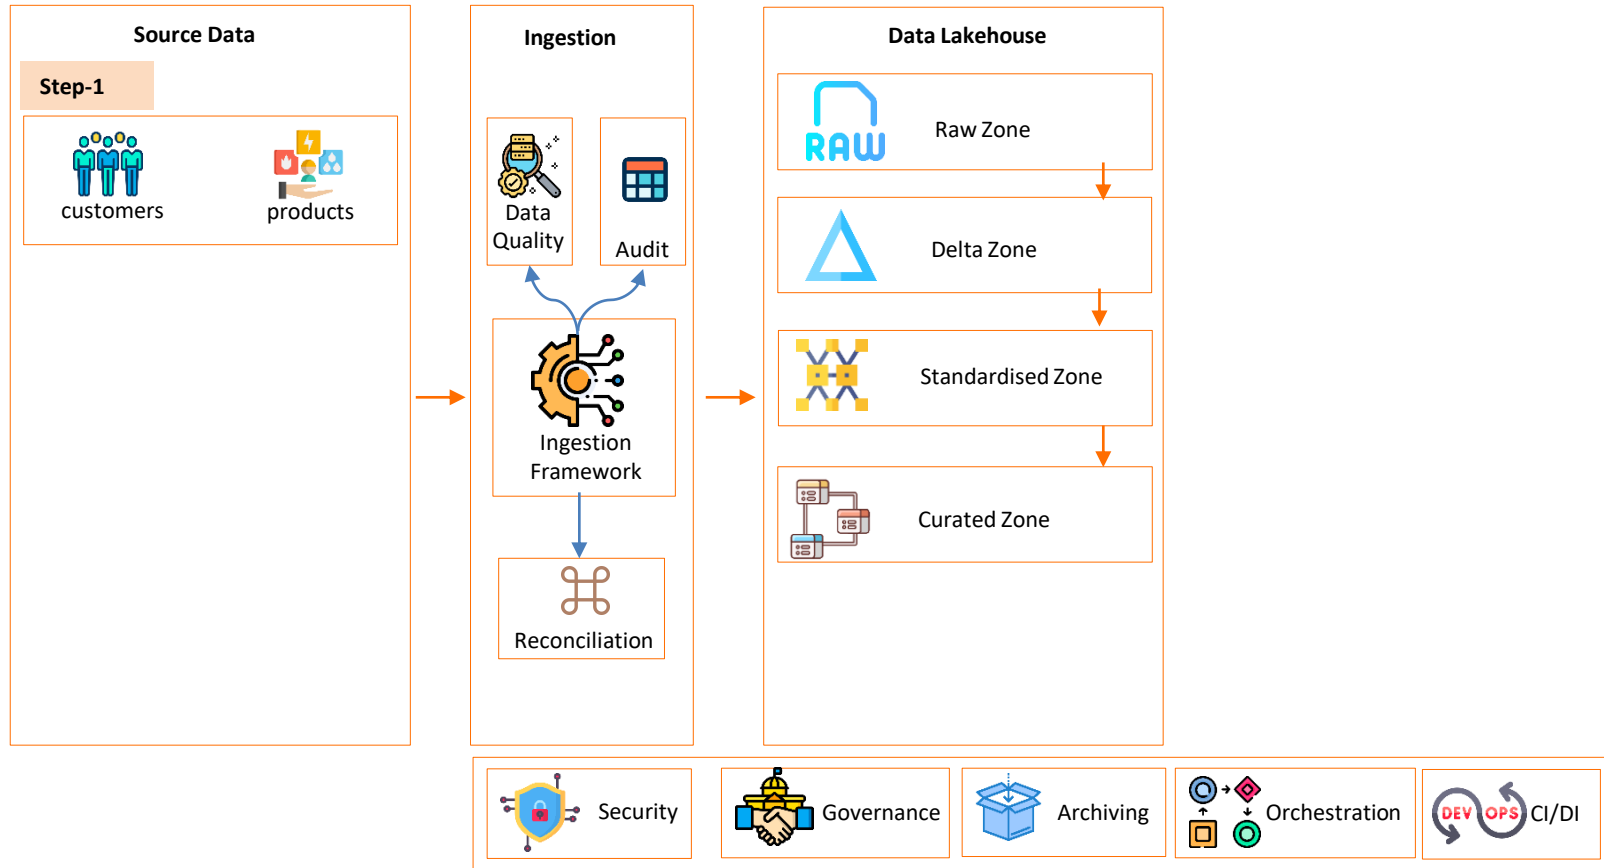 Source Data
Step-1
customers
products
Ingestion
Data
Quality
Audit
Ingestion
Framework
Reconciliation
Data Lakehouse
RAW
Raw Zone
Delta Zone
Standardised Zone
Curated Zone
Security
Governance
Archiving
Orchestration
DEV OPS
CI/DI